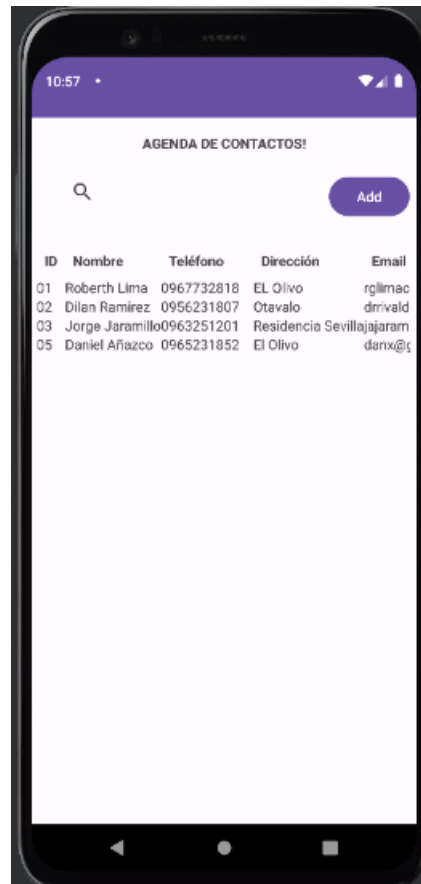 10:57
AGENDA DE CONTACTOS!
Add
ID Nombre Teléfono Dirección Email
01 Roberth Lima 0967732818 EL Olivo rglimac
02 Dilan Ramirez 0956231807 Otavalo drrivald
03 Jorge Jaramillo0963251201 Residencia Sevillajajaram
05 Daniel Añazco 0965231852 El Olivo danx@g